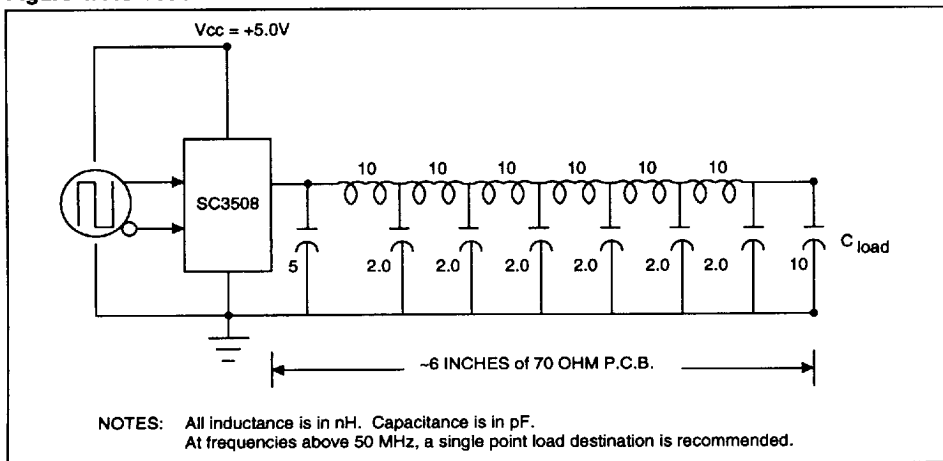 Vcc = +5.0V
10 10 10 10 10 10
SC3508
C load
5 2.0 2.0 2.0 2.0 2.0 2.0 10
~6 INCHES of 70 OHM P.C.B.
NOTES: All inductance is in nH. Capacitance is in pF.
At frequencies above 50 MHz, a single point load destination is recommended.